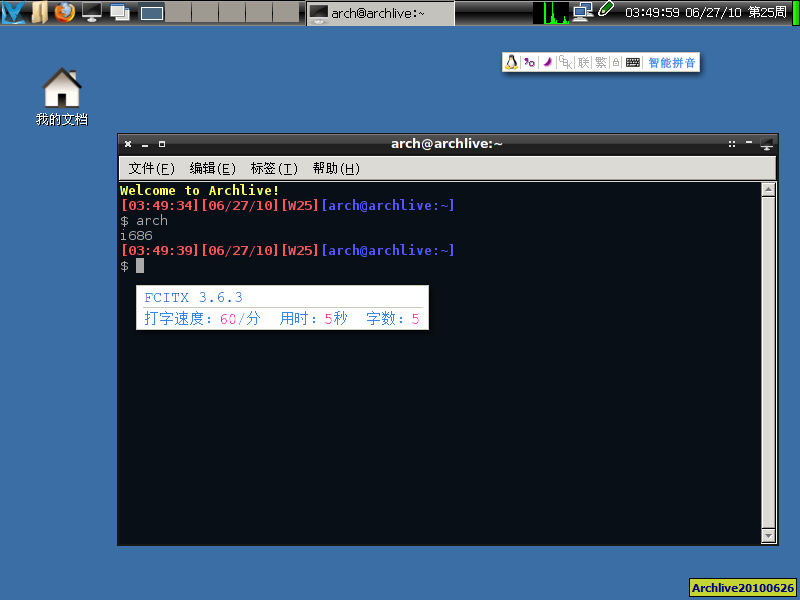 arch@archlive:~
03:49:59 06/27/10 第25周
联 繁 智能拼音
我的文档
arch@archlive:~
文件(F) 编辑(E) 标签(T) 帮助(H)
Welcome to Archlive!
[03:49:34][06/27/10][W25][arch@archlive:~]
$ arch
i686
[03:49:39][06/27/10][W25][arch@archlive:~]
$
FCITX 3.6.3
打字速度：60/分 用时：5秒 字数：5
Archlive20100626